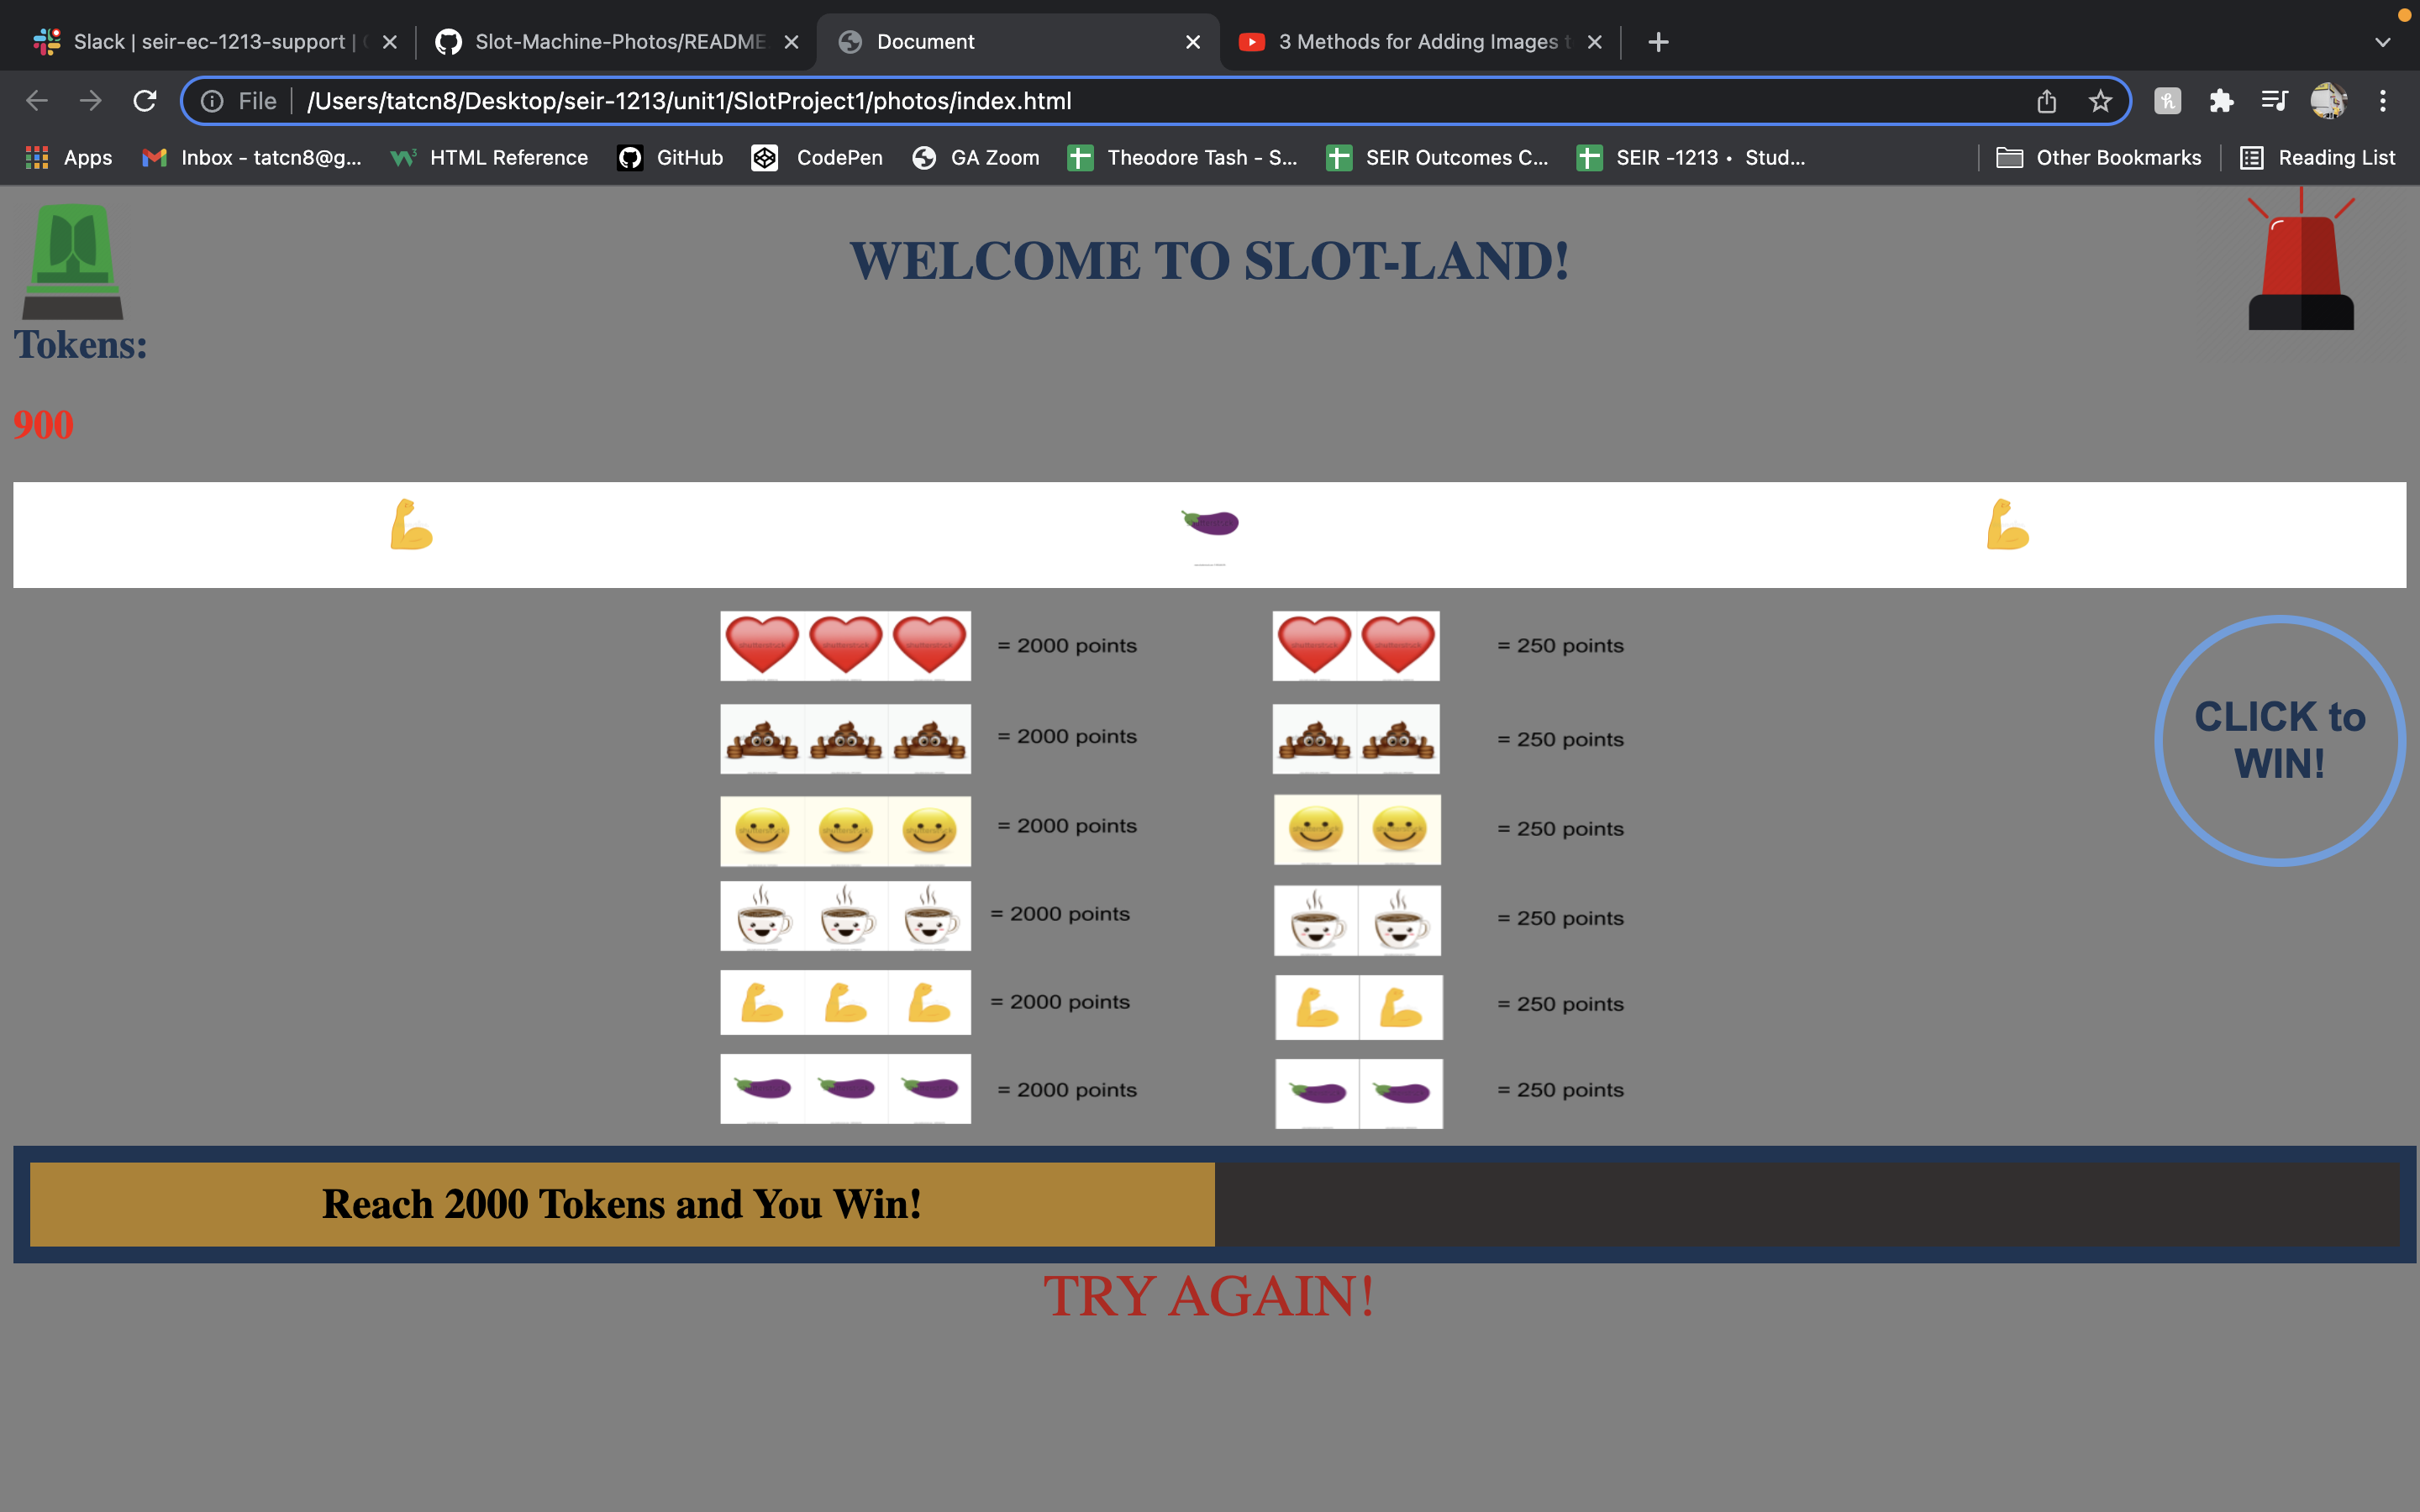 Slack | seir-ec-1213-support |
Slot-Machine-Photos/README
Document
3 Methods for Adding Images t
File
/Users/tatcn8/Desktop/seir-1213/unit1/SlotProject1/photos/index.html
Apps
Inbox - tatcn8@g...
HTML Reference
GitHub
CodePen
GA Zoom
Theodore Tash - S...
SEIR Outcomes C...
SEIR -1213 • Stud...
Other Bookmarks
Reading List
WELCOME TO SLOT-LAND!
Tokens:
900
= 2000 points
= 250 points
= 2000 points
= 250 points
= 2000 points
= 250 points
= 2000 points
= 250 points
= 2000 points
= 250 points
= 2000 points
= 250 points
CLICK to
WIN!
Reach 2000 Tokens and You Win!
TRY AGAIN!